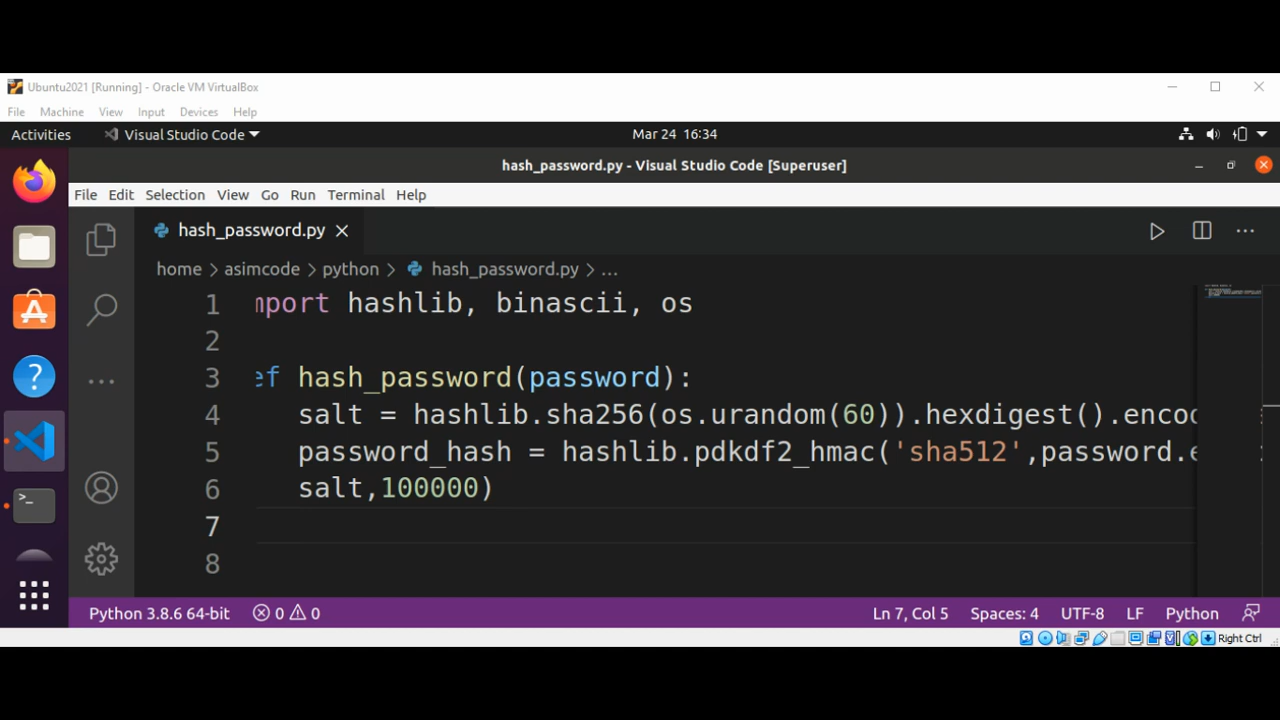 Ubuntu2021 [Running] - Oracle VM VirtualBox
File Machine View Input Devices Help
Activities Visual Studio Code Mar 24 16:34
hash_password.py - Visual Studio Code [Superuser]
File Edit Selection View Go Run Terminal Help
hash_password.py
home > asimcode > python > hash_password.py > ...
1 mport hashlib, binascii, os
2
3 ef hash_password(password):
4 salt = hashlib.sha256(os.urandom(60)).hexdigest().enco
5 password_hash = hashlib.pdkdf2_hmac('sha512',password.e
6 salt,100000)
7
8
Python 3.8.6 64-bit 0 0 Ln 7, Col 5 Spaces: 4 UTF-8 LF Python
Right Ctrl